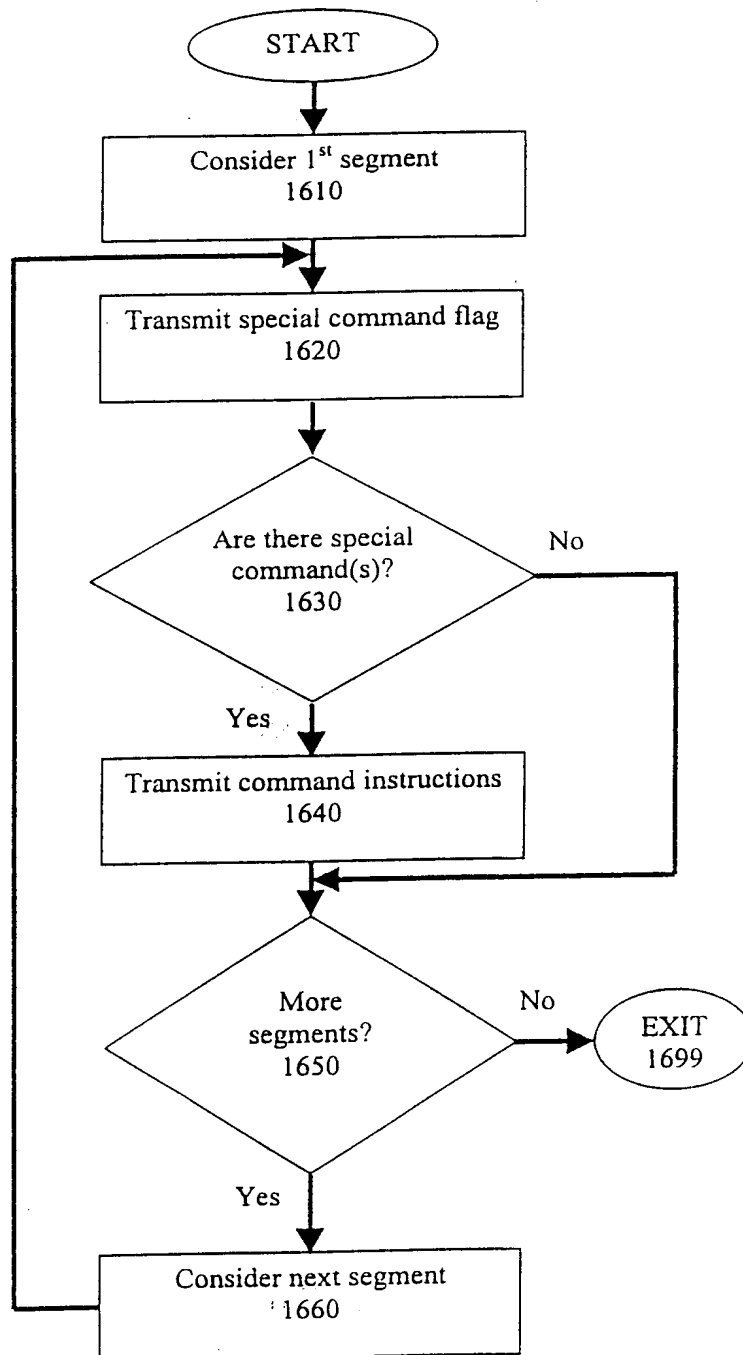 START
Consider 1st segment
1610
Transmit special command flag
1620
Are there special
command(s)?
1630
No
Yes
Transmit command instructions
1640
More
segments?
1650
No
EXIT
1699
Yes
Consider next segment
1660